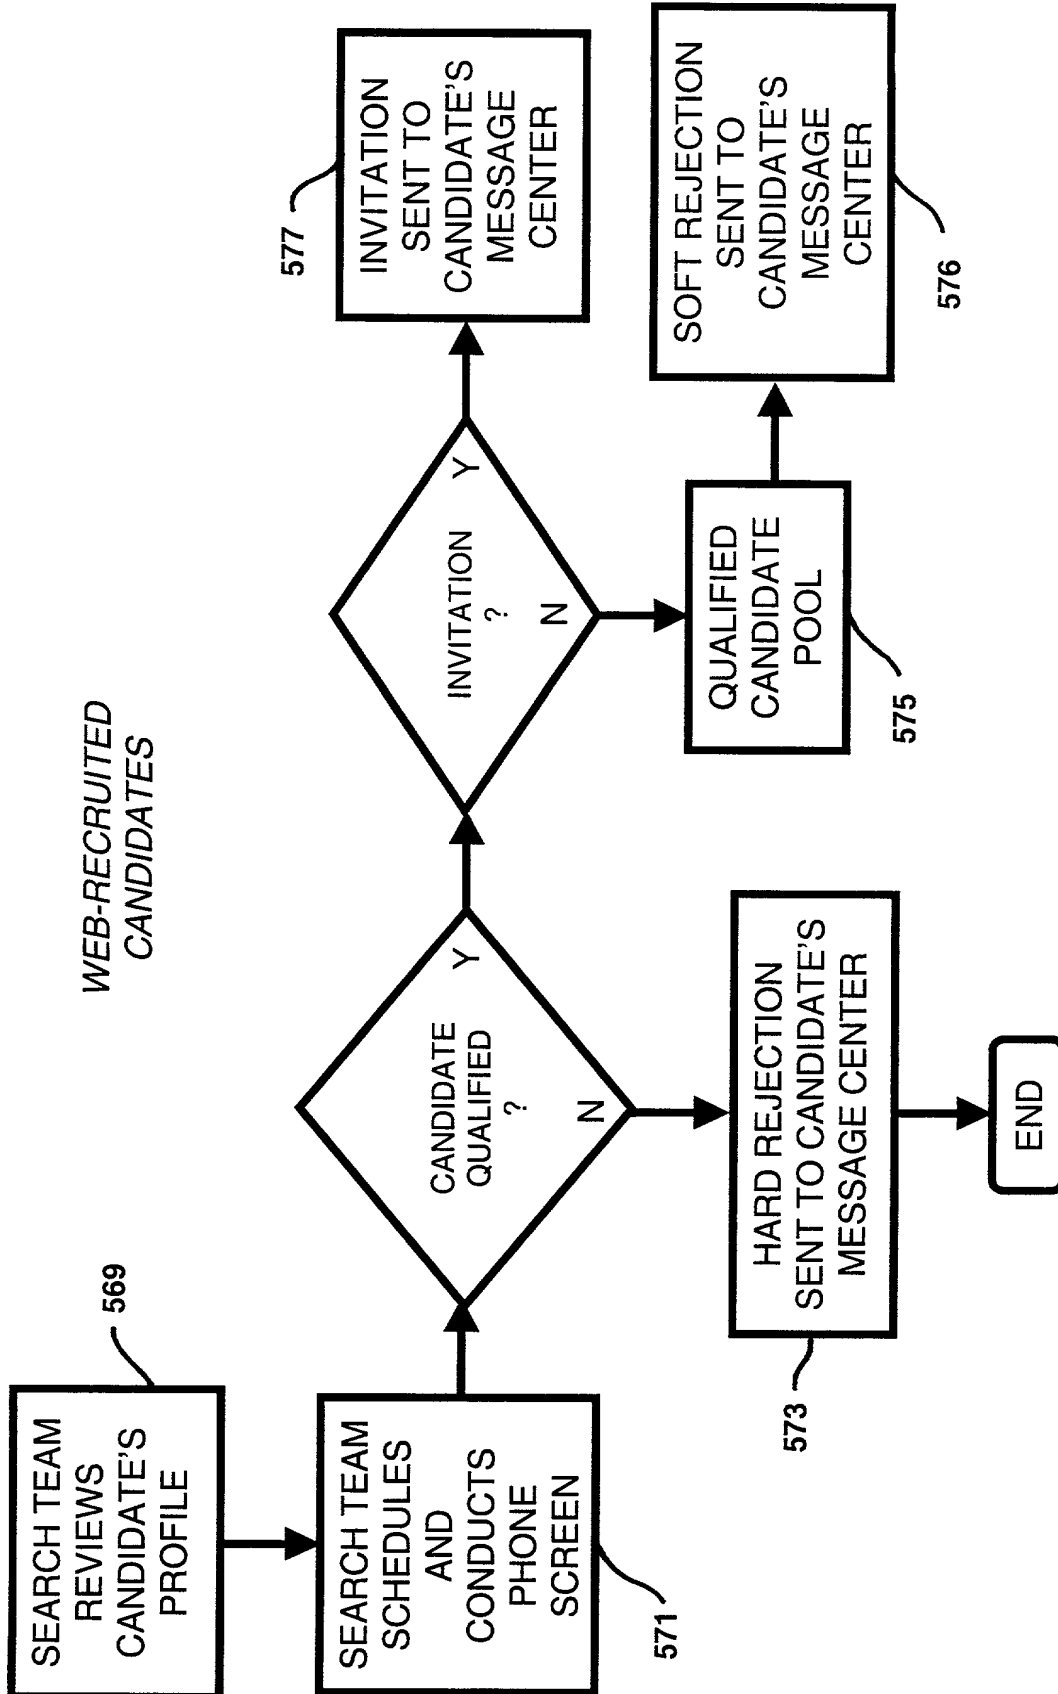 WEB-RECRUITED
CANDIDATES
SEARCH TEAM
REVIEWS
CANDIDATE'S
PROFILE
569
SEARCH TEAM
SCHEDULES
AND
CONDUCTS
PHONE
SCREEN
571
CANDIDATE
QUALIFIED
?
Y
N
HARD REJECTION
SENT TO CANDIDATE'S
MESSAGE CENTER
573
END
INVITATION
?
Y
N
577
INVITATION
SENT TO
CANDIDATE'S
MESSAGE
CENTER
QUALIFIED
CANDIDATE
POOL
575
SOFT REJECTION
SENT TO
CANDIDATE'S
MESSAGE
CENTER
576